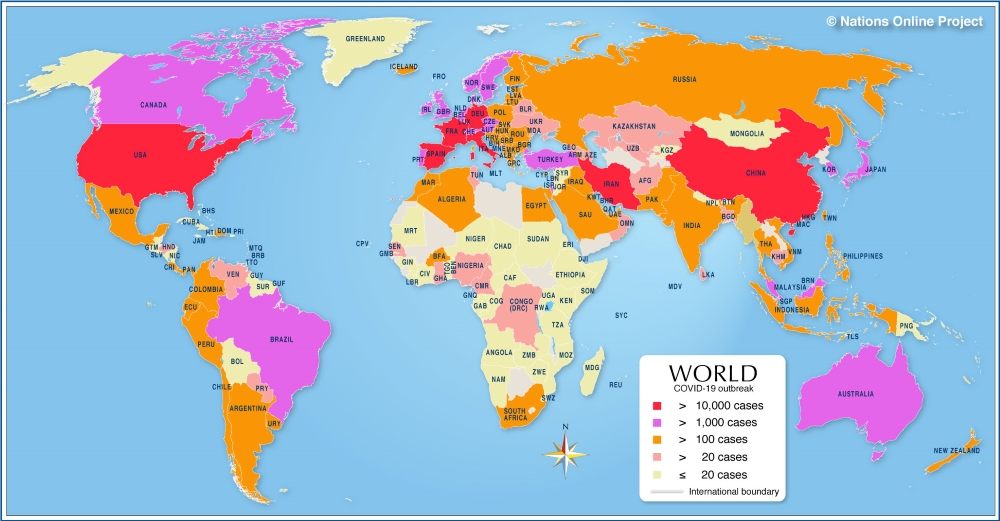 © Nations Online Project
GREENLAND
ICELAND
FRO
NOR
SWE
FIN
RUSSIA
EST
LVA
LTU
DNK
IRL
GBR
NLD
BEL
LUX
DEU
POL
BLR
CANADA
FRA
CHE
CZE
AUT
SVK
HUN
UKR
MDA
ROU
KAZAKHSTAN
MONGOLIA
USA
PRT
SPAIN
ITA
HRV
BIH
SRB
MNE
MKD
BGR
ALB
GRC
GEO
ARM
AZE
UZB
KGZ
TURKEY
KOR
JAPAN
CHINA
TUN
MLT
CYP
SYR
LBN
ISR
JOR
IRAQ
IRAN
AFG
MAR
ALGERIA
EGYPT
KWT
BHR
QAT
UAE
SAU
OMN
PAK
NPL
BTN
BGD
INDIA
HKG
MAC
TWN
MEXICO
BHS
CUBA
HTI
DOM
PRI
JAM
GTM
HND
SLV
NIC
CRI
PAN
MTQ
BRB
TTO
CPV
MRT
SEN
GMB
GIN
LBR
CIV
BFA
GHA
TGO
BEN
NIGER
NIGERIA
CHAD
SUDAN
ERI
DJI
ETHIOPIA
SOM
THA
VNM
KHM
PHILIPPINES
LKA
MDV
VEN
GUY
SUR
GUF
COLOMBIA
ECU
PERU
BRAZIL
BOL
PRY
CHILE
ARGENTINA
URY
CMR
CAF
GNQ
GAB
COG
CONGO
(DRC)
UGA
RWA
KEN
TZA
SYC
BRN
MALAYSIA
SGP
INDONESIA
PNG
TLS
ANGOLA
ZMB
MOZ
ZWE
NAM
MDG
REU
SWZ
SOUTH
AFRICA
AUSTRALIA
NEW ZEALAND
N
WORLD
COVID-19 outbreak
> 10,000 cases
> 1,000 cases
> 100 cases
> 20 cases
≤ 20 cases
International boundary